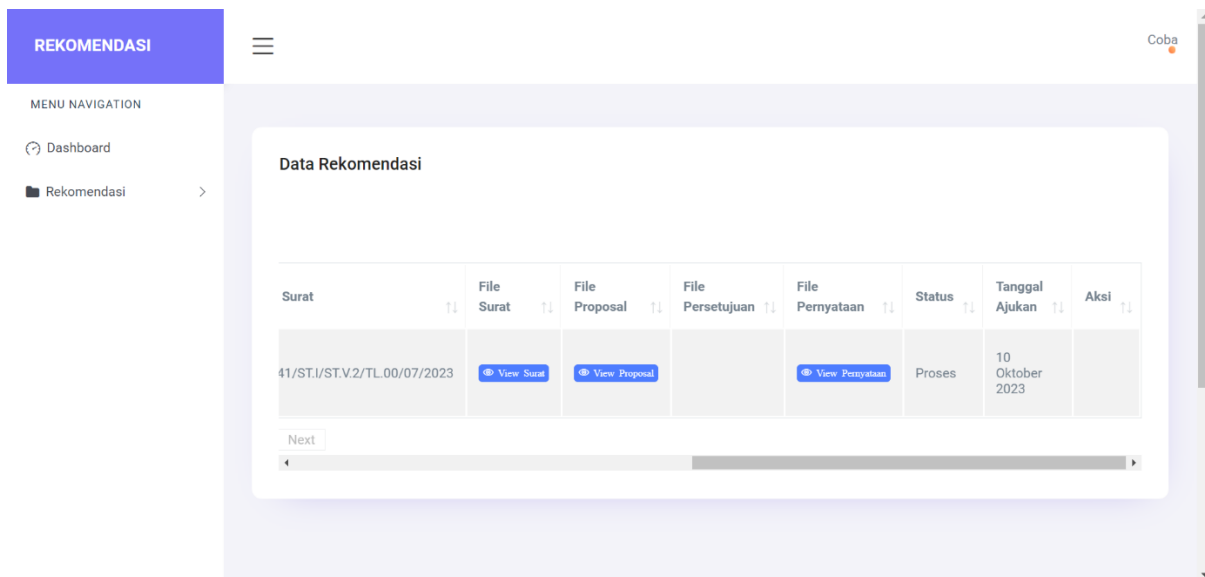 REKOMENDASI
Coba
MENU NAVIGATION
Dashboard
Rekomendasi
Data Rekomendasi
Surat
File Surat
File Proposal
File Persetujuan
File Pernyataan
Status
Tanggal Ajukan
Aksi
41/ST.I/ST.V.2/TL.00/07/2023
View Surat
View Proposal
View Pernyataan
Proses
10
Oktober
2023
Next